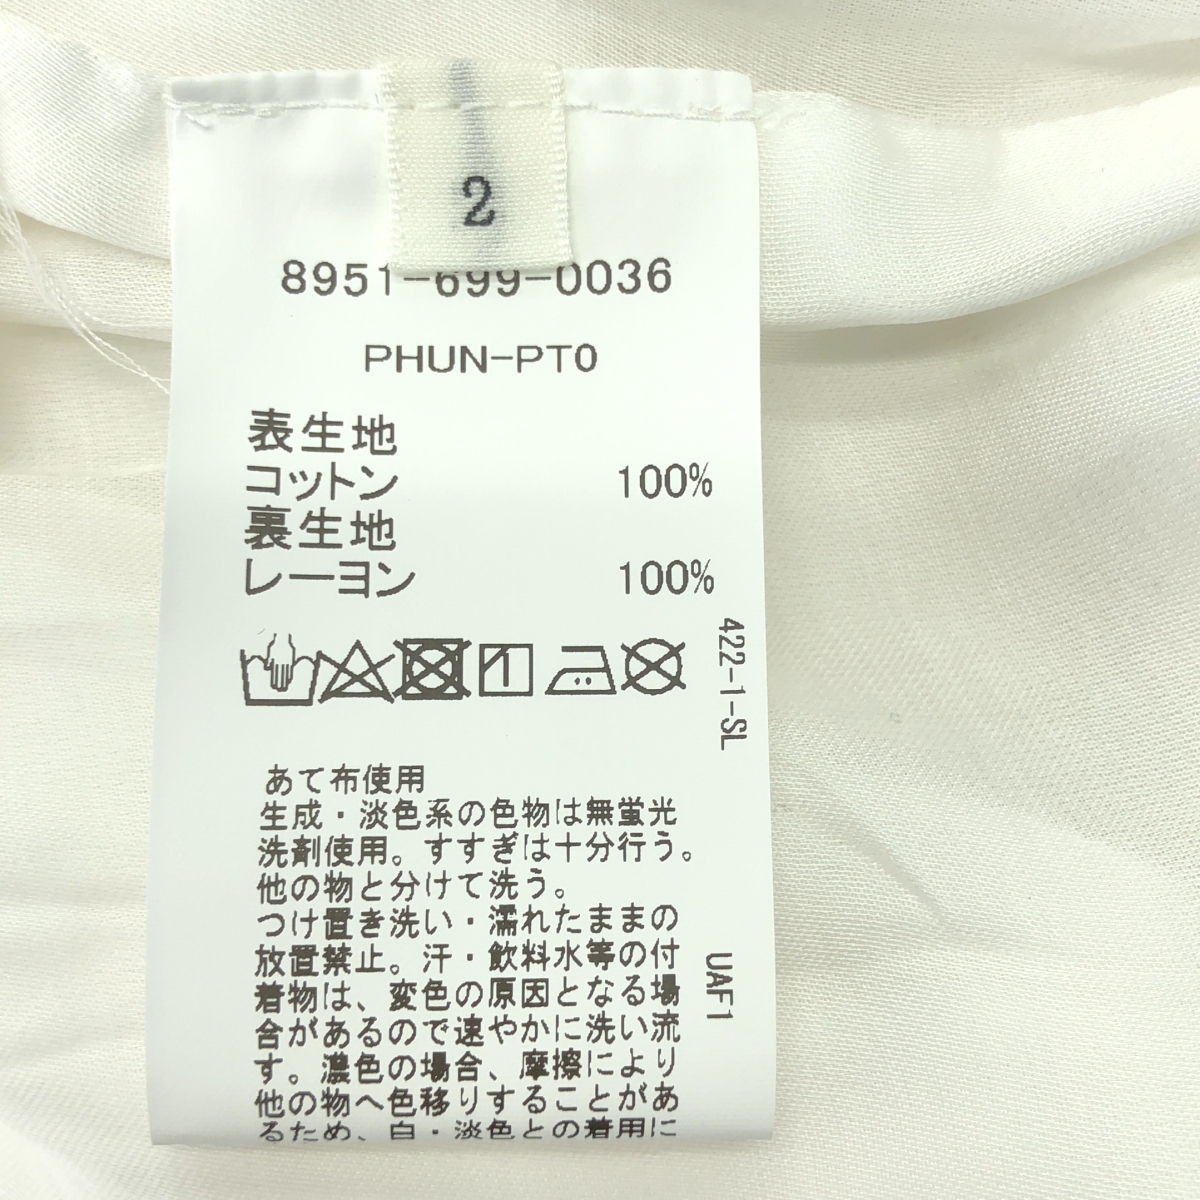 2
8951-699-0036
PHUN-PT0
表生地
コットン 100%
裏生地
レーヨン 100%
422-1-SL
あて布使用
生成・淡色系の色物は無蛍光
洗剤使用。すすぎは十分行う。
他の物と分けて洗う。
つけ置き洗い・濡れたままの
放置禁止。汗・飲料水等の付
着物は、変色の原因となる場
合があるので速やかに洗い流
す。濃色の場合、摩擦により
他の物へ色移りすることがあ
るため、白・淡色との着用に
UAF1